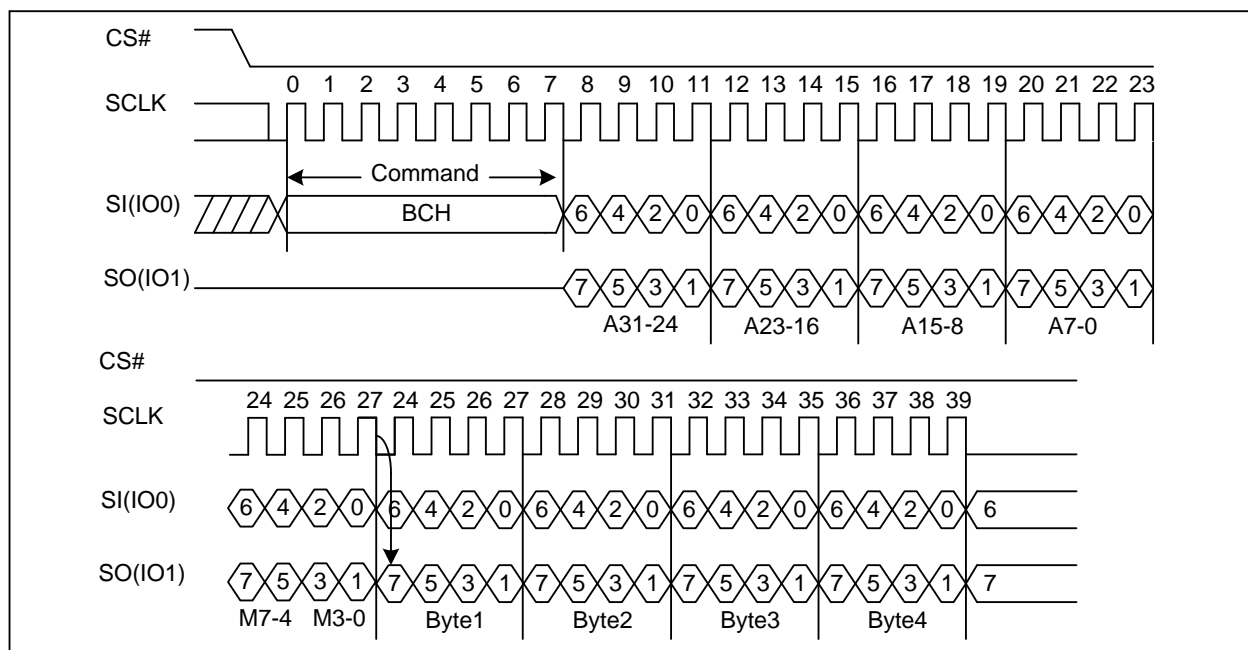 CS#
0 1 2 3 4 5 6 7 8 9 10 11 12 13 14 15 16 17 18 19 20 21 22 23
SCLK
Command
SI(IO0) BCH 6 4 2 0 6 4 2 0 6 4 2 0 6 4 2 0
SO(IO1) 7 5 3 1 7 5 3 1 7 5 3 1 7 5 3 1
A31-24 A23-16 A15-8 A7-0
CS#
24 25 26 27 24 25 26 27 28 29 30 31 32 33 34 35 36 37 38 39
SCLK
SI(IO0) 6 4 2 0 6 4 2 0 6 4 2 0 6 4 2 0 6 4 2 0 6
SO(IO1) 7 5 3 1 7 5 3 1 7 5 3 1 7 5 3 1 7 5 3 1 7
M7-4 M3-0 Byte1 Byte2 Byte3 Byte4